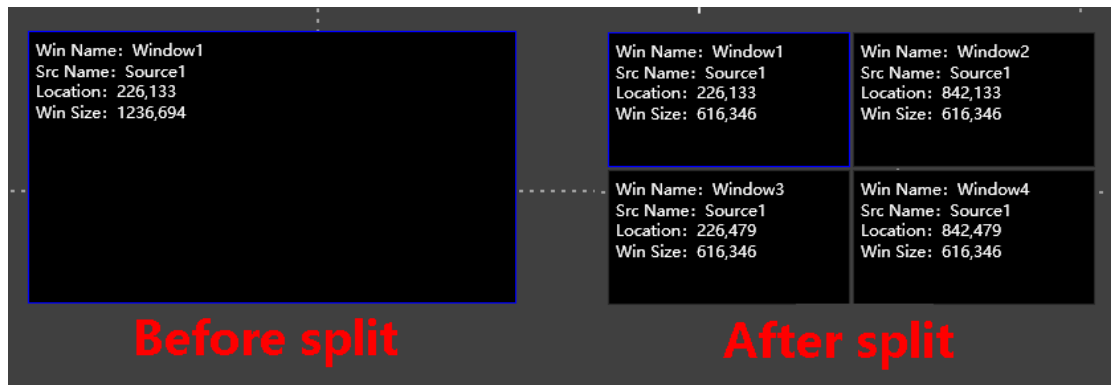 Win Name：Window1
Src Name：Source1
Location：226,133
Win Size：1236,694
Before split
Win Name：Window1
Src Name：Source1
Location：226,133
Win Size：616,346
Win Name：Window2
Src Name：Source1
Location：842,133
Win Size：616,346
Win Name：Window3
Src Name：Source1
Location：226,479
Win Size：616,346
Win Name：Window4
Src Name：Source1
Location：842,479
Win Size：616,346
After split